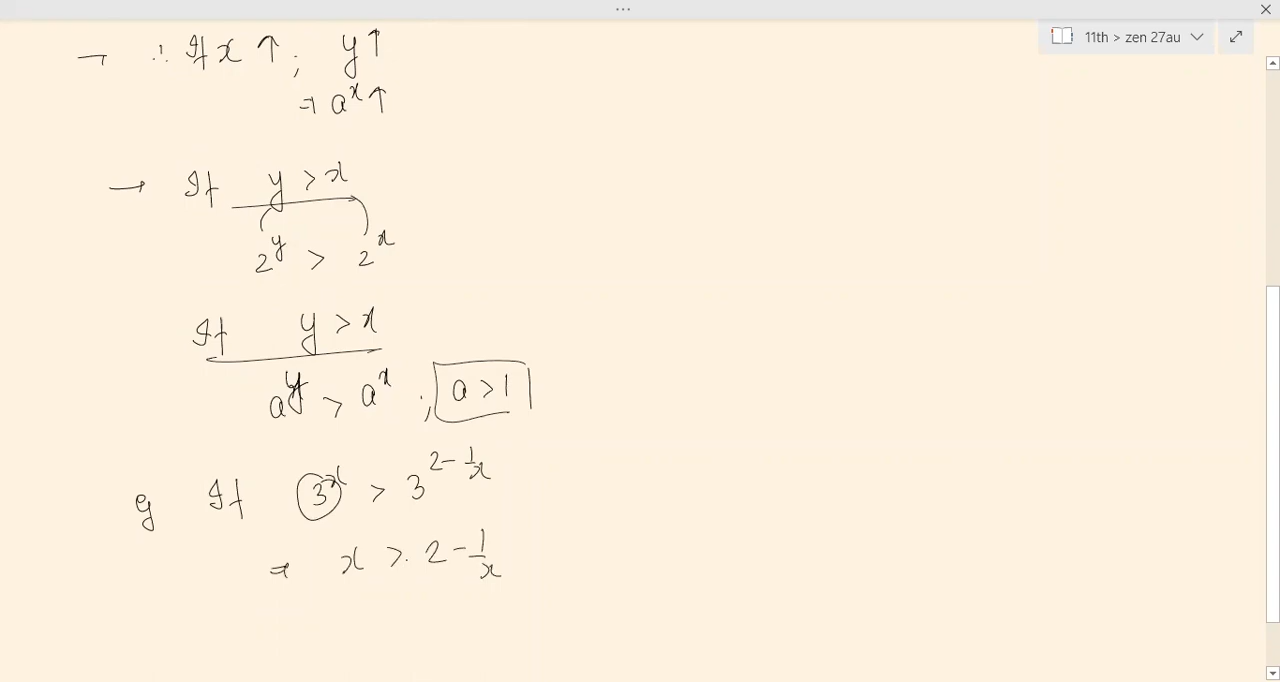 11th > zen 27au
→ ∴ If x ↑ ; y ↑
⇒ a^x ↑
→ If y > x
2^y > 2^x
If y > x
a^y > a^x ; a > 1
eg If 3^x > 3^(2 - 1/x)
⇒ x > 2 - 1/x